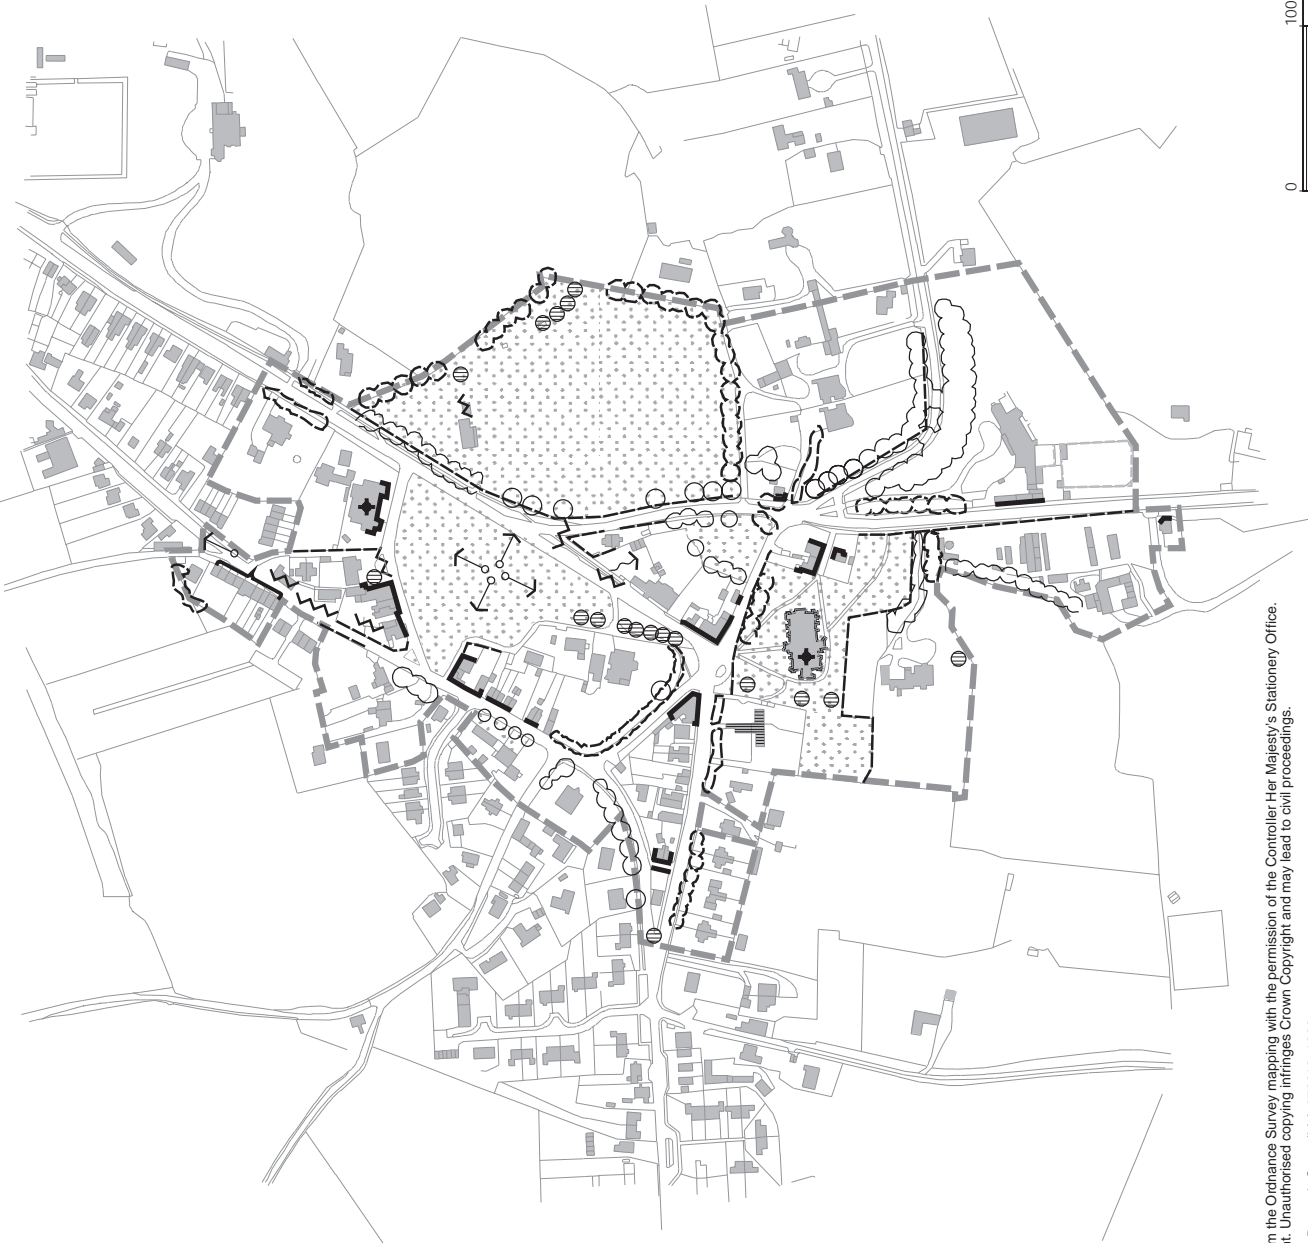 100
0
m the Ordnance Survey mapping with the permission of the Controller Her Majesty's Stationery Office.
t. Unauthorised copying infringes Crown Copyright and may lead to civil proceedings.